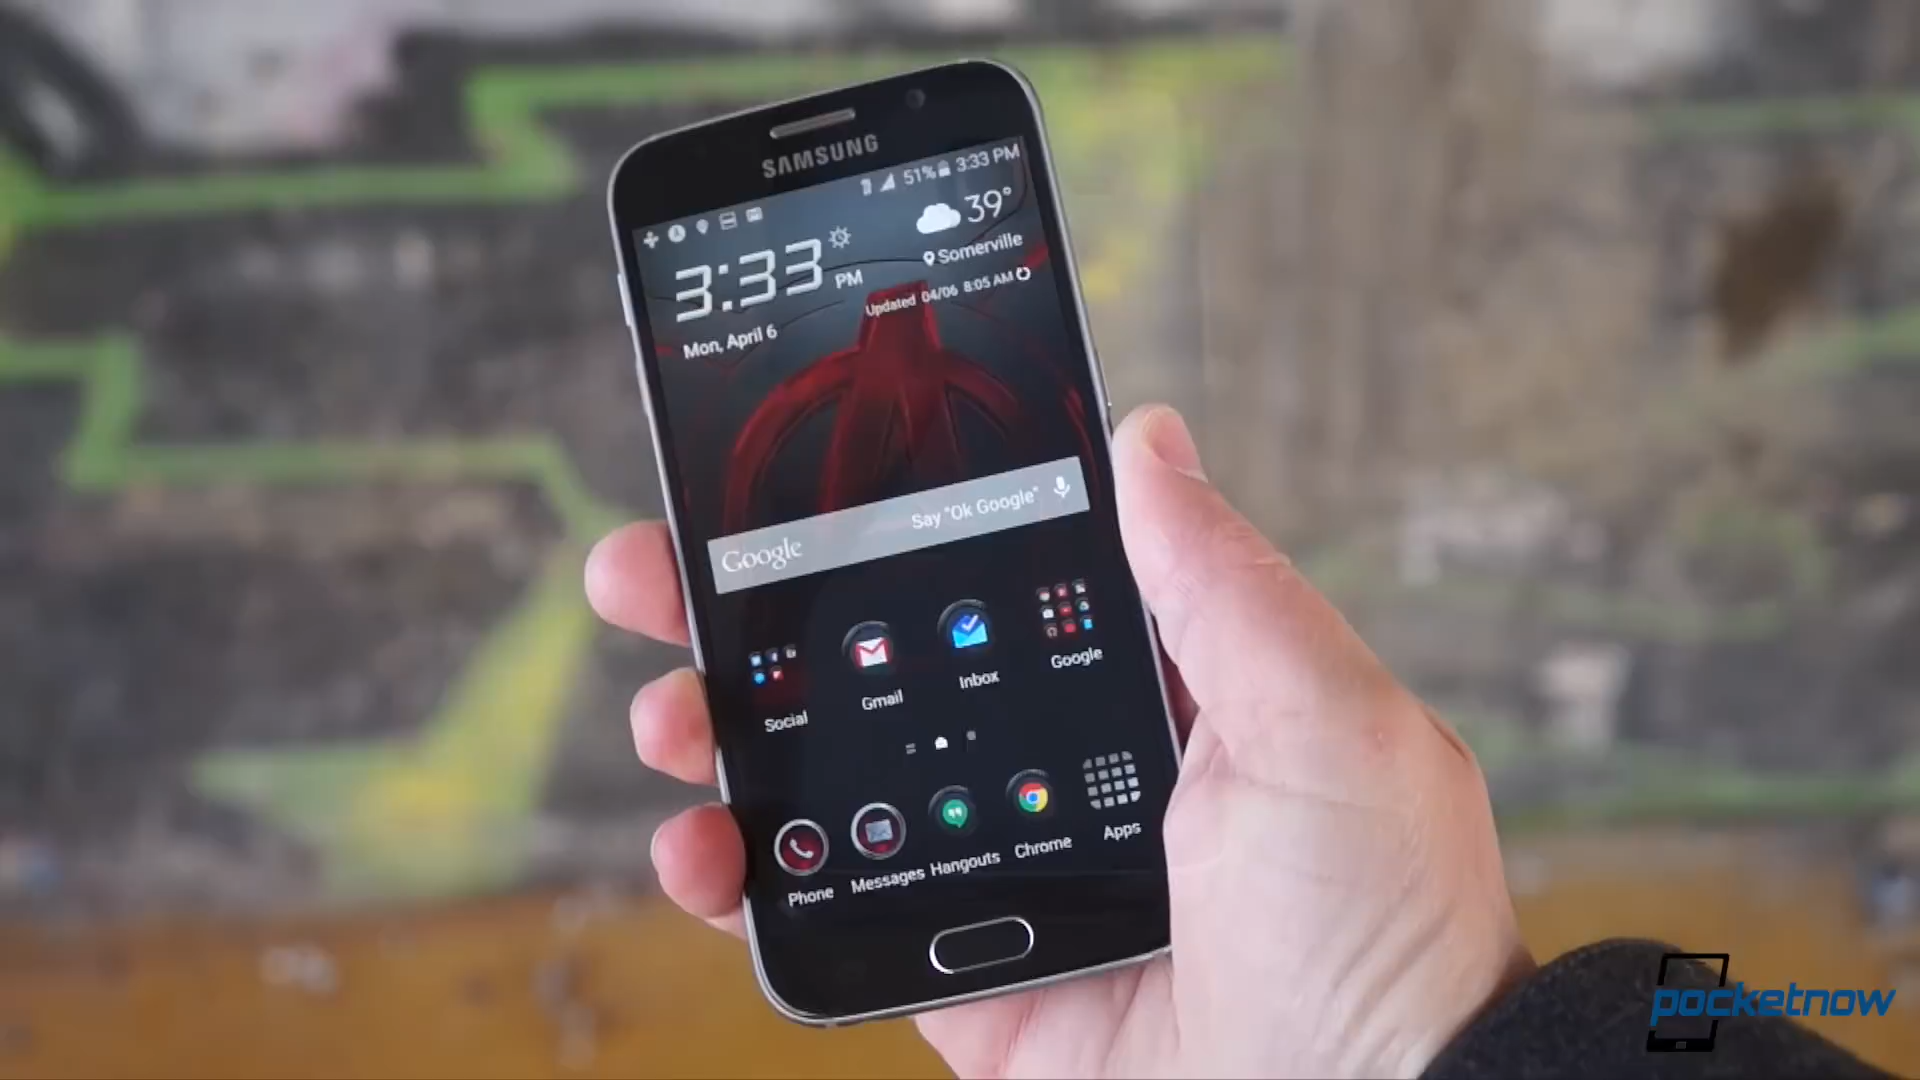 SAMSUNG
51% 3:33 PM
3:33 PM
39°
Somerville
Updated 04/06 8:05 AM
Mon, April 6
Google
Say "Ok Google"
Social
Gmail
Inbox
Google
Phone
Messages
Hangouts
Chrome
Apps
pocketnow